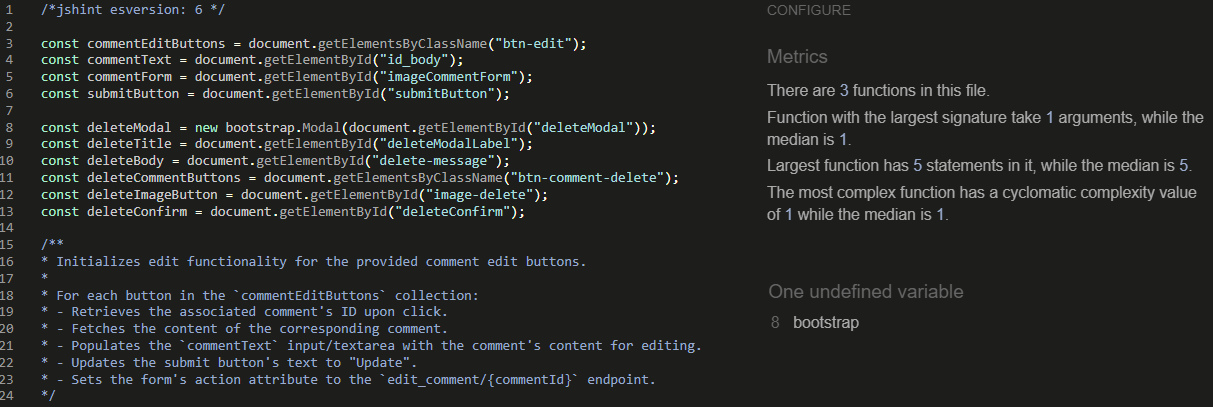 1 /*jshint esversion: 6 */
2
3 const commentEditButtons = document.getElementsByClassName("btn-edit");
4 const commentText = document.getElementById("id_body");
5 const commentForm = document.getElementById("imageCommentForm");
6 const submitButton = document.getElementById("submitButton");
7
8 const deleteModal = new bootstrap.Modal(document.getElementById("deleteModal"));
9 const deleteTitle = document.getElementById("deleteModalLabel");
10 const deleteBody = document.getElementById("delete-message");
11 const deleteCommentButtons = document.getElementsByClassName("btn-comment-delete");
12 const deleteImageButton = document.getElementById("image-delete");
13 const deleteConfirm = document.getElementById("deleteConfirm");
14
15 /**
16 * Initializes edit functionality for the provided comment edit buttons.
17 *
18 * For each button in the `commentEditButtons` collection:
19 * - Retrieves the associated comment's ID upon click.
20 * - Fetches the content of the corresponding comment.
21 * - Populates the `commentText` input/textarea with the comment's content for editing.
22 * - Updates the submit button's text to "Update".
23 * - Sets the form's action attribute to the `edit_comment/{commentId}` endpoint.
24 */
CONFIGURE
Metrics
There are 3 functions in this file.
Function with the largest signature take 1 arguments, while the
median is 1.
Largest function has 5 statements in it, while the median is 5.
The most complex function has a cyclomatic complexity value
of 1 while the median is 1.
One undefined variable
8 bootstrap